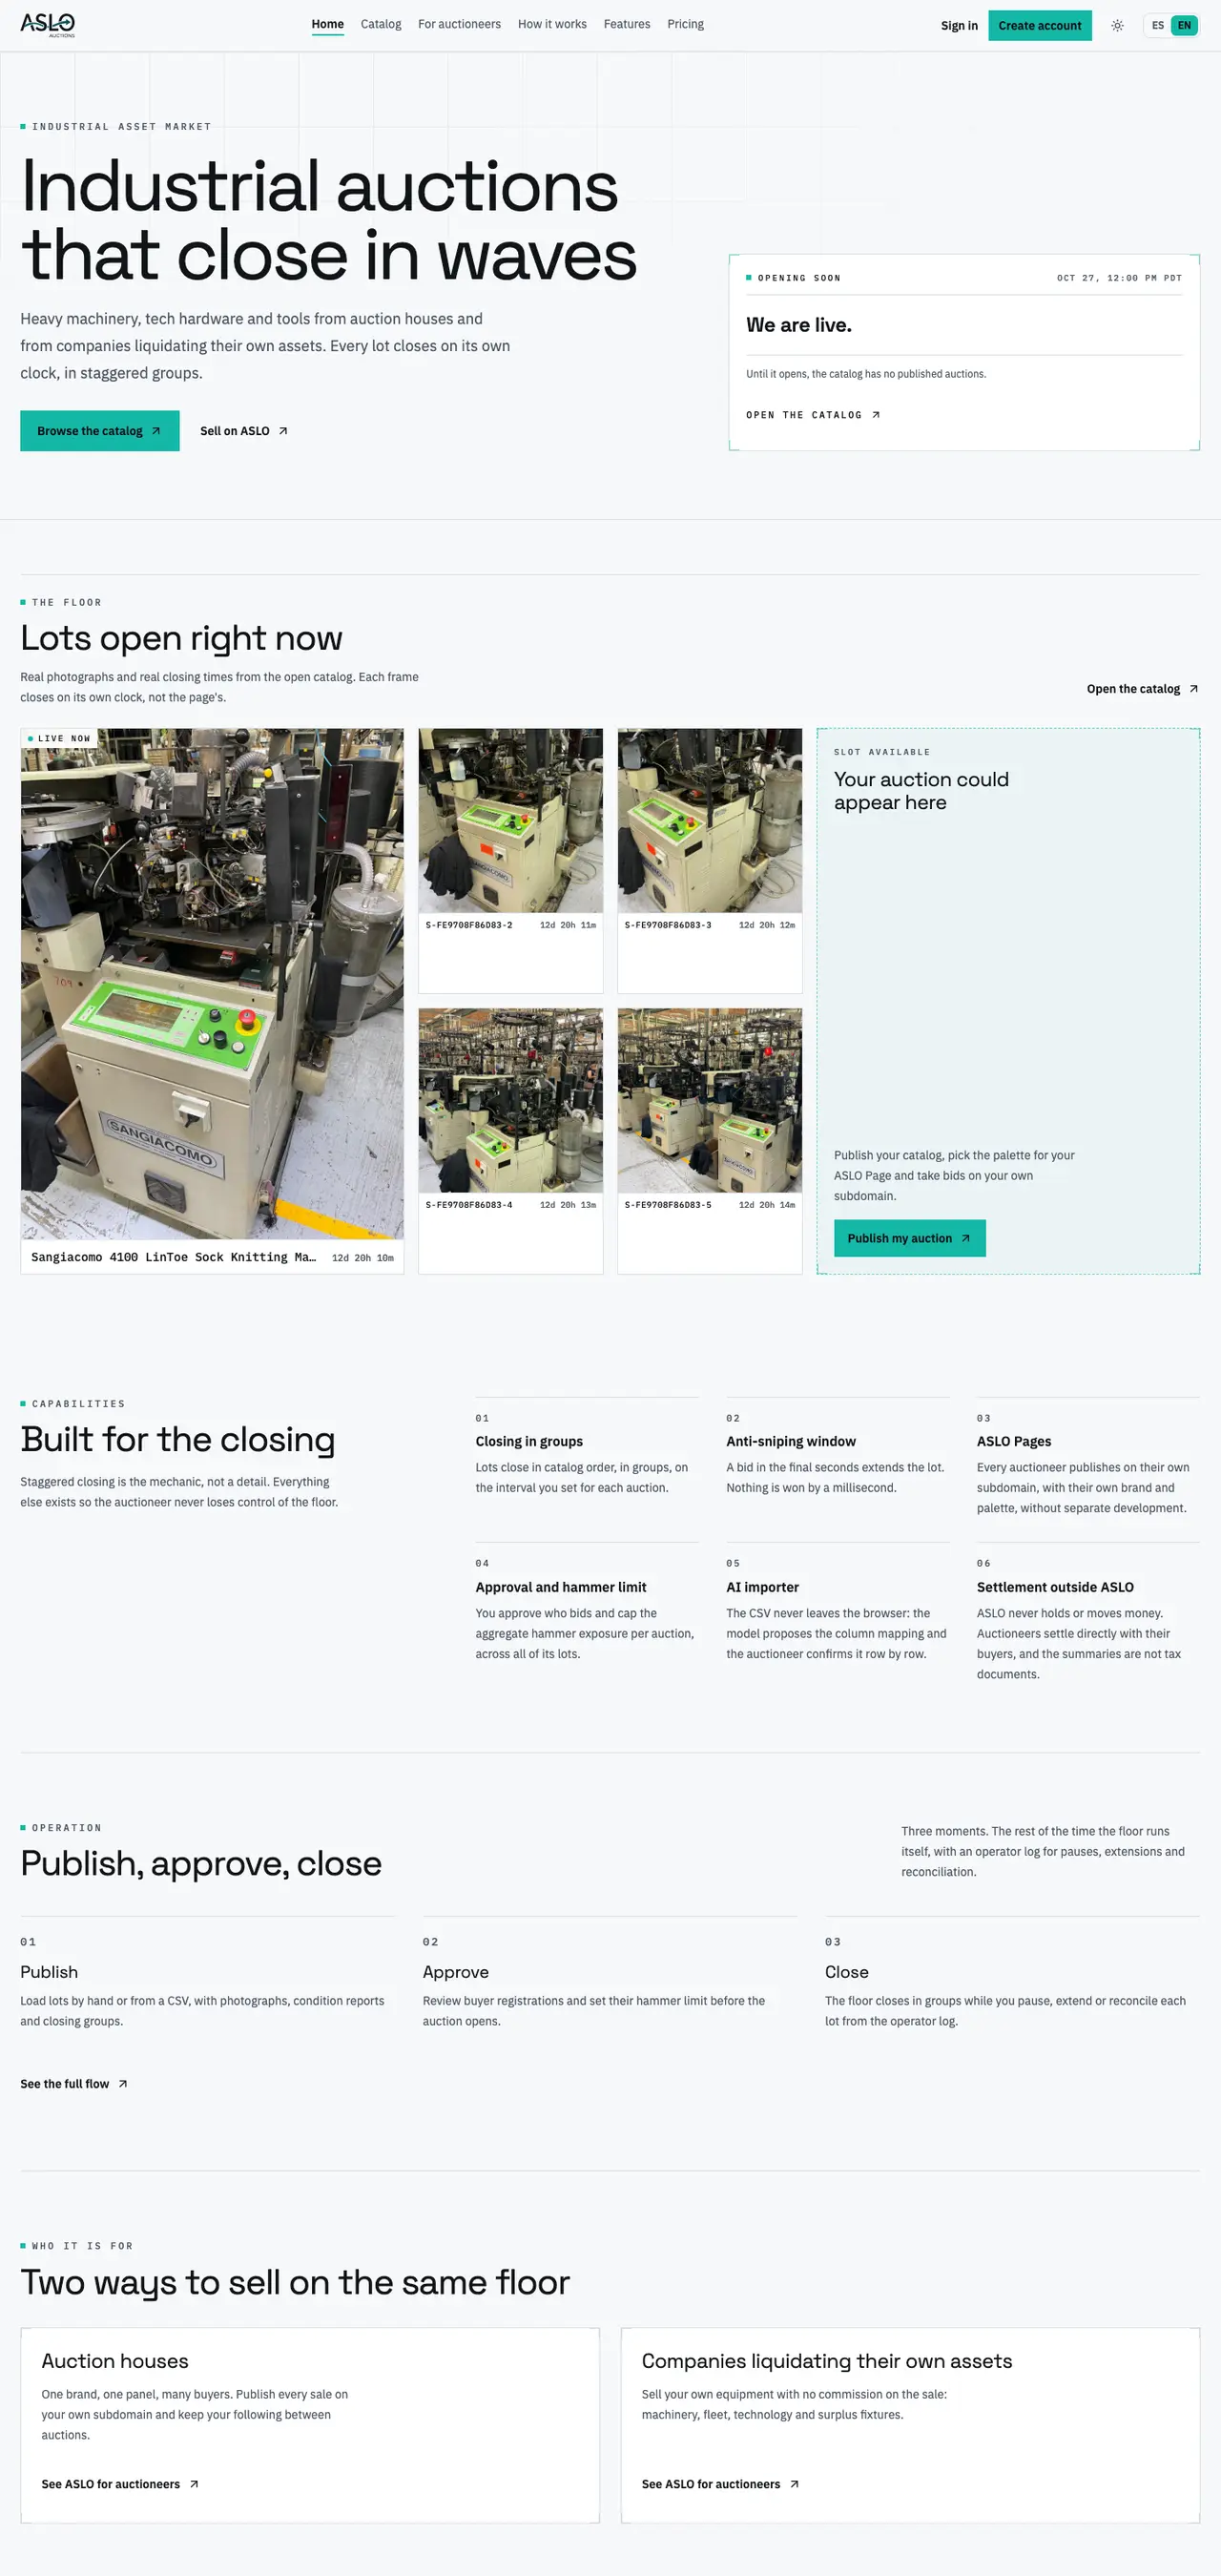 ASLO
AUCTIONS
Home
Catalog
For auctioneers
How it works
Features
Pricing
Sign in
Create account
ES
EN
INDUSTRIAL ASSET MARKET
Industrial auctions
that close in waves
Heavy machinery, tech hardware and tools from auction houses and
from companies liquidating their own assets. Every lot closes on its own
clock, in staggered groups.
Browse the catalog
Sell on ASLO
OPENING SOON
OCT 27, 12:00 PM PDT
We are live.
Until it opens, the catalog has no published auctions.
OPEN THE CATALOG
THE FLOOR
Lots open right now
Real photographs and real closing times from the open catalog. Each frame
closes on its own clock, not the page's.
Open the catalog
LIVE NOW
709
SANGIACOMO
Sangiacomo 4100 LinToe Sock Knitting Ma…
12d 20h 10m
SANGIACOMO
S-FE9708F86D83-2
12d 20h 11m
SANGIACOMO
S-FE9708F86D83-3
12d 20h 12m
SANGIACOMO
S-FE9708F86D83-4
12d 20h 13m
SANGIACOMO
S-FE9708F86D83-5
12d 20h 14m
SLOT AVAILABLE
Your auction could
appear here
Publish your catalog, pick the palette for your
ASLO Page and take bids on your own
subdomain.
Publish my auction
CAPABILITIES
Built for the closing
Staggered closing is the mechanic, not a detail. Everything
else exists so the auctioneer never loses control of the floor.
01
Closing in groups
Lots close in catalog order, in groups, on
the interval you set for each auction.
02
Anti-sniping window
A bid in the final seconds extends the lot.
Nothing is won by a millisecond.
03
ASLO Pages
Every auctioneer publishes on their own
subdomain, with their own brand and
palette, without separate development.
04
Approval and hammer limit
You approve who bids and cap the
aggregate hammer exposure per auction,
across all of its lots.
05
AI importer
The CSV never leaves the browser: the
model proposes the column mapping and
the auctioneer confirms it row by row.
06
Settlement outside ASLO
ASLO never holds or moves money.
Auctioneers settle directly with their
buyers, and the summaries are not tax
documents.
OPERATION
Publish, approve, close
Three moments. The rest of the time the floor runs
itself, with an operator log for pauses, extensions and
reconciliation.
01
Publish
Load lots by hand or from a CSV, with photographs, condition reports
and closing groups.
02
Approve
Review buyer registrations and set their hammer limit before the
auction opens.
03
Close
The floor closes in groups while you pause, extend or reconcile each
lot from the operator log.
See the full flow
WHO IT IS FOR
Two ways to sell on the same floor
Auction houses
One brand, one panel, many buyers. Publish every sale on
your own subdomain and keep your following between
auctions.
See ASLO for auctioneers
Companies liquidating their own assets
Sell your own equipment with no commission on the sale:
machinery, fleet, technology and surplus fixtures.
See ASLO for auctioneers